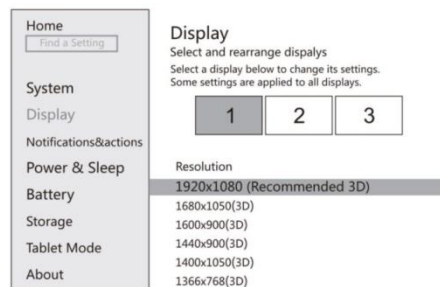 Home
Find a Setting
System
Display
Notifications&actions
Power & Sleep
Battery
Storage
Tablet Mode
About
Display
Select and rearrange dispalys
Select a display below to change its settings.
Some settings are applied to all displays.
1 2 3
Resolution
1920x1080 (Recommended 3D)
1680x1050(3D)
1600x900(3D)
1440x900(3D)
1400x1050(3D)
1366x768(3D)